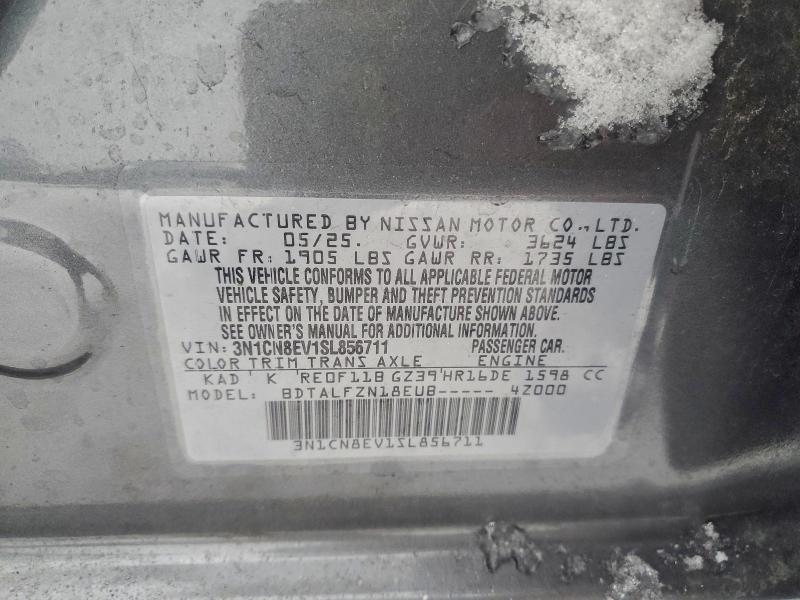 MANUFACTURED BY NISSAN MOTOR CO., LTD.
DATE: 05/25. GVWR: 3624 LBS
GAWR FR: 1905 LBS GAWR RR: 1735 LBS
THIS VEHICLE CONFORMS TO ALL APPLICABLE FEDERAL MOTOR
VEHICLE SAFETY, BUMPER AND THEFT PREVENTION STANDARDS
IN EFFECT ON THE DATE OF MANUFACTURE SHOWN ABOVE.
SEE OWNER'S MANUAL FOR ADDITIONAL INFORMATION.
VIN: 3N1CN8EV1SL856711 PASSENGER CAR.
COLOR TRIM TRANS AXLE ENGINE
KAD K RE0F11B GZ39 HR16DE 1598 CC
MODEL: BDTALFZN18EUB----- 4Z000
3N1CN8EV1SL856711